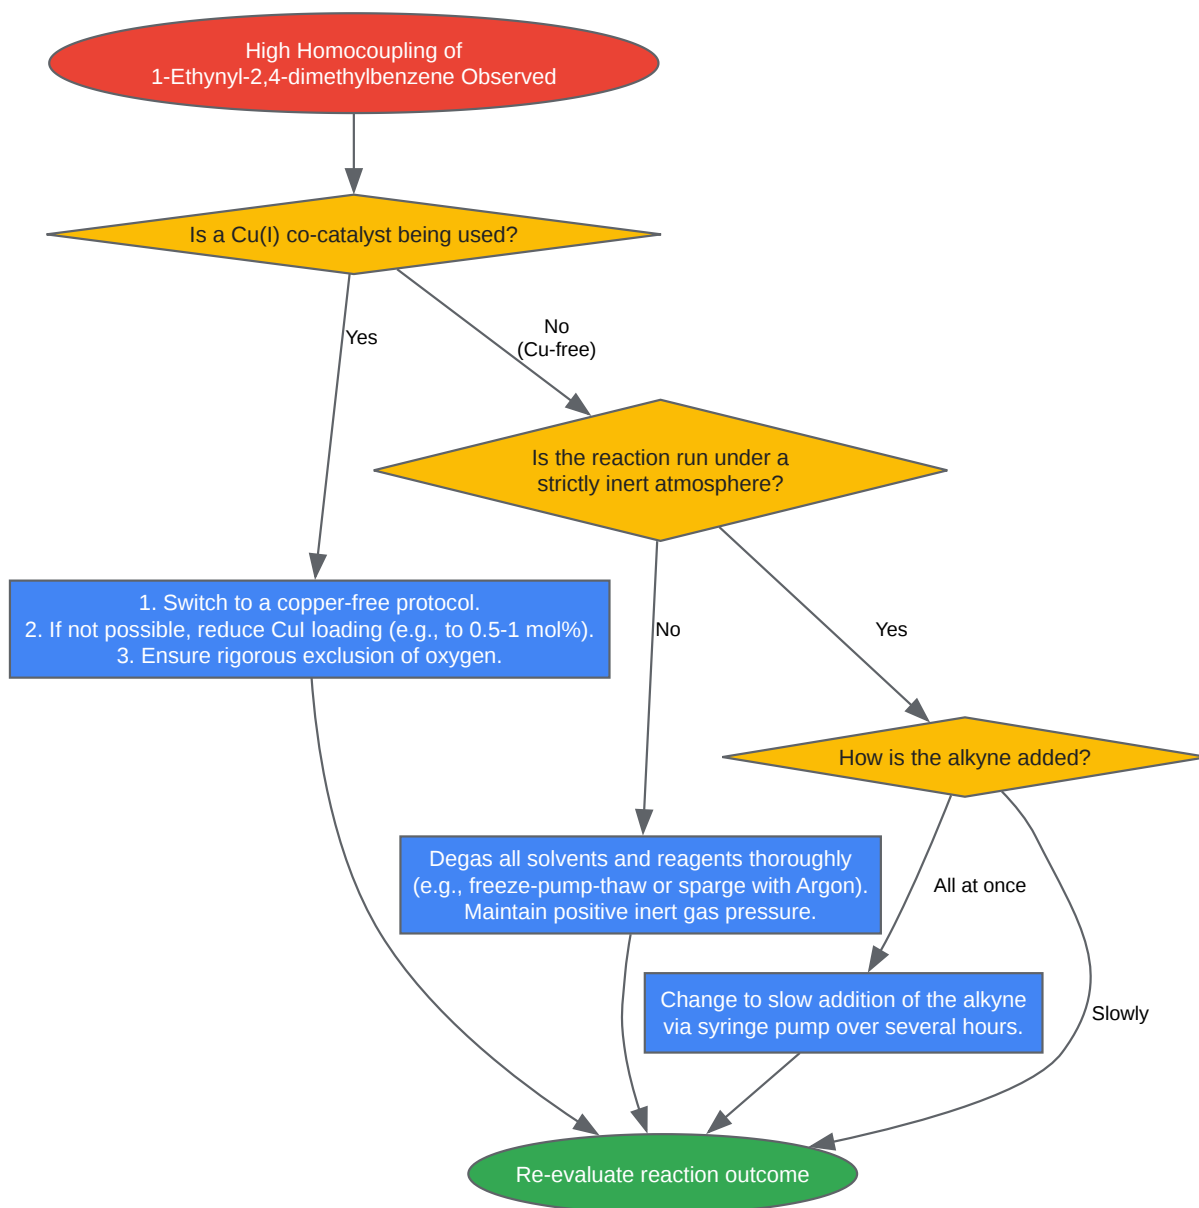 High Homocoupling of
1-Ethynyl-2,4-dimethylbenzene Observed
Is a Cu(I) co-catalyst being used?
Yes
No
(Cu-free)
Is the reaction run under a
strictly inert atmosphere?
1. Switch to a copper-free protocol.
2. If not possible, reduce CuI loading (e.g., to 0.5-1 mol%).
3. Ensure rigorous exclusion of oxygen.
No
Yes
How is the alkyne added?
Degas all solvents and reagents thoroughly
(e.g., freeze-pump-thaw or sparge with Argon).
Maintain positive inert gas pressure.
All at once
Change to slow addition of the alkyne
via syringe pump over several hours.
Slowly
Re-evaluate reaction outcome